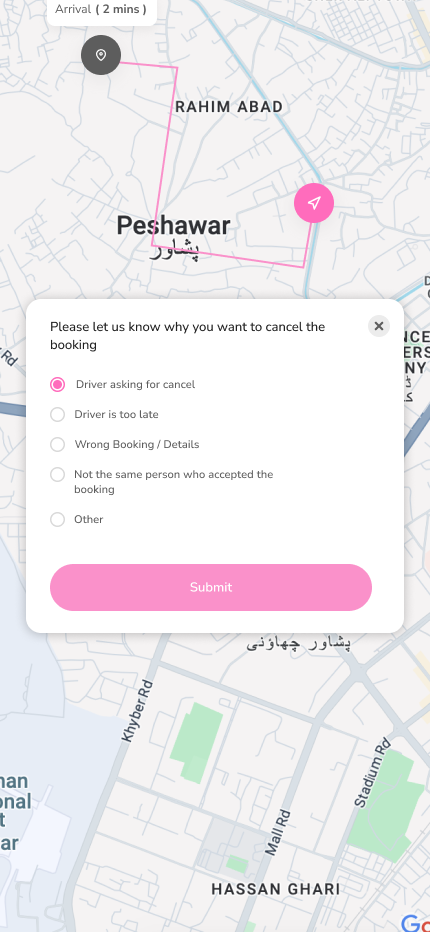 Arrival ( 2 mins )
RAHIM ABAD
Peshawar
پشاور
Please let us know why you want to cancel the
booking
Driver asking for cancel
Driver is too late
Wrong Booking / Details
Not the same person who accepted the
booking
Other
Submit
پشاور چھاؤنی
Khyber Rd
Stadium Rd
Mall Rd
HASSAN GHARI